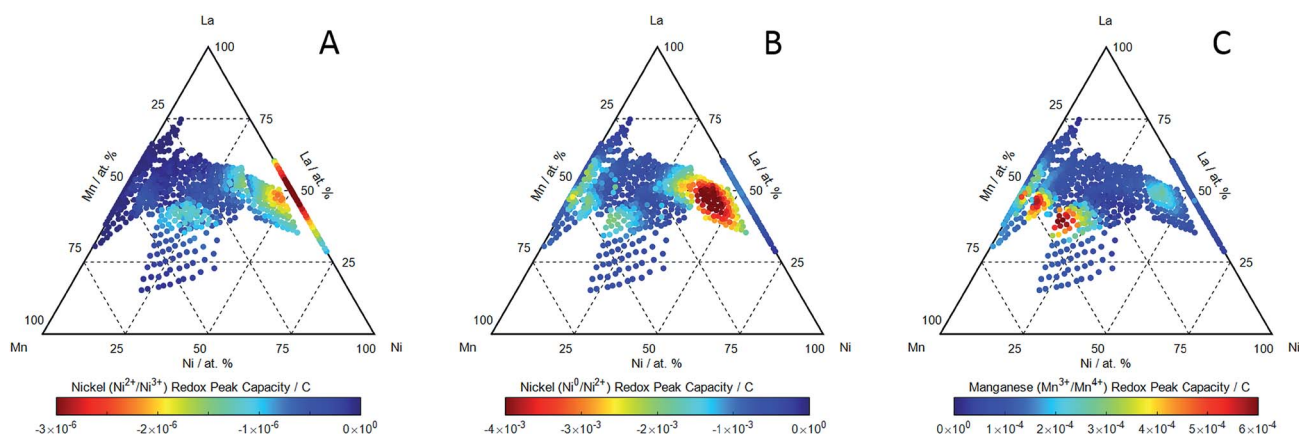 A
La
100
25
75
Mn / at. %
La / at. %
50
50
75
25
100
Mn
25
50
75
100
Ni
Ni / at. %
Nickel (Ni²⁺/Ni³⁺) Redox Peak Capacity / C
−3×10⁻⁶
−2×10⁻⁶
−1×10⁻⁶
0×10⁰
B
La
100
25
75
Mn / at. %
La / at. %
50
50
75
25
100
Mn
25
50
75
100
Ni
Ni / at. %
Nickel (Ni⁰/Ni²⁺) Redox Peak Capacity / C
−4×10⁻³
−3×10⁻³
−2×10⁻³
−1×10⁻³
0×10⁰
C
La
100
25
75
Mn / at. %
La / at. %
50
50
75
25
100
Mn
25
50
75
100
Ni
Ni / at. %
Manganese (Mn³⁺/Mn⁴⁺) Redox Peak Capacity / C
0×10⁰
1×10⁻⁴
2×10⁻⁴
3×10⁻⁴
4×10⁻⁴
5×10⁻⁴
6×10⁻⁴